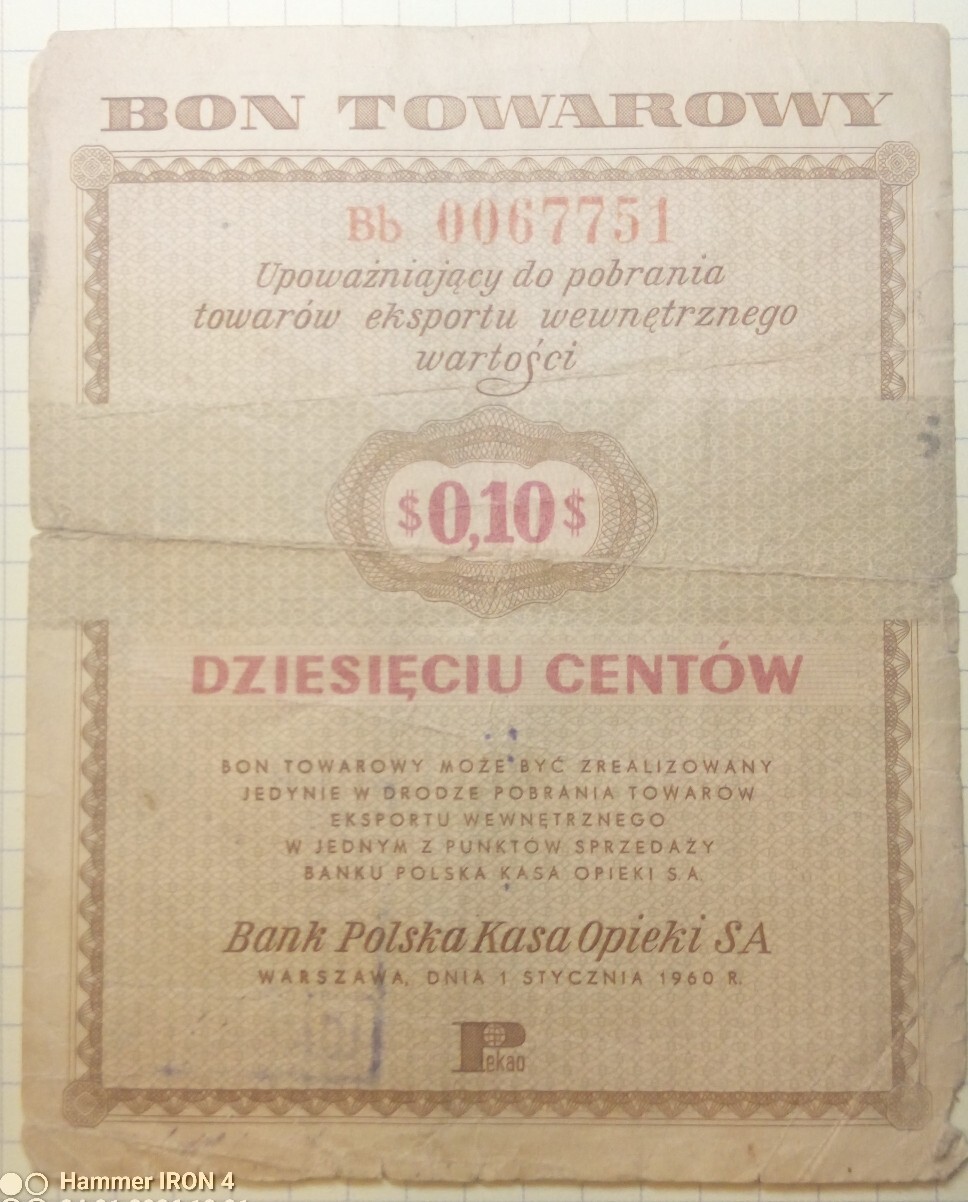 BON TOWAROWY
Bb 0067751
Upoważniający do pobrania
towarów eksportu wewnętrznego
wartości
$0,10$
DZIESIĘCIU CENTÓW
BON TOWAROWY MOŻE BYĆ ZREALIZOWANY
JEDYNIE W DRODZE POBRANIA TOWARÓW
EKSPORTU WEWNĘTRZNEGO
W JEDNYM Z PUNKTÓW SPRZEDAŻY
BANKU POLSKA KASA OPIEKI S.A.
Bank Polska Kasa Opieki SA
WARSZAWA, DNIA 1 STYCZNIA 1960 R.
Pekao
Hammer IRON 4